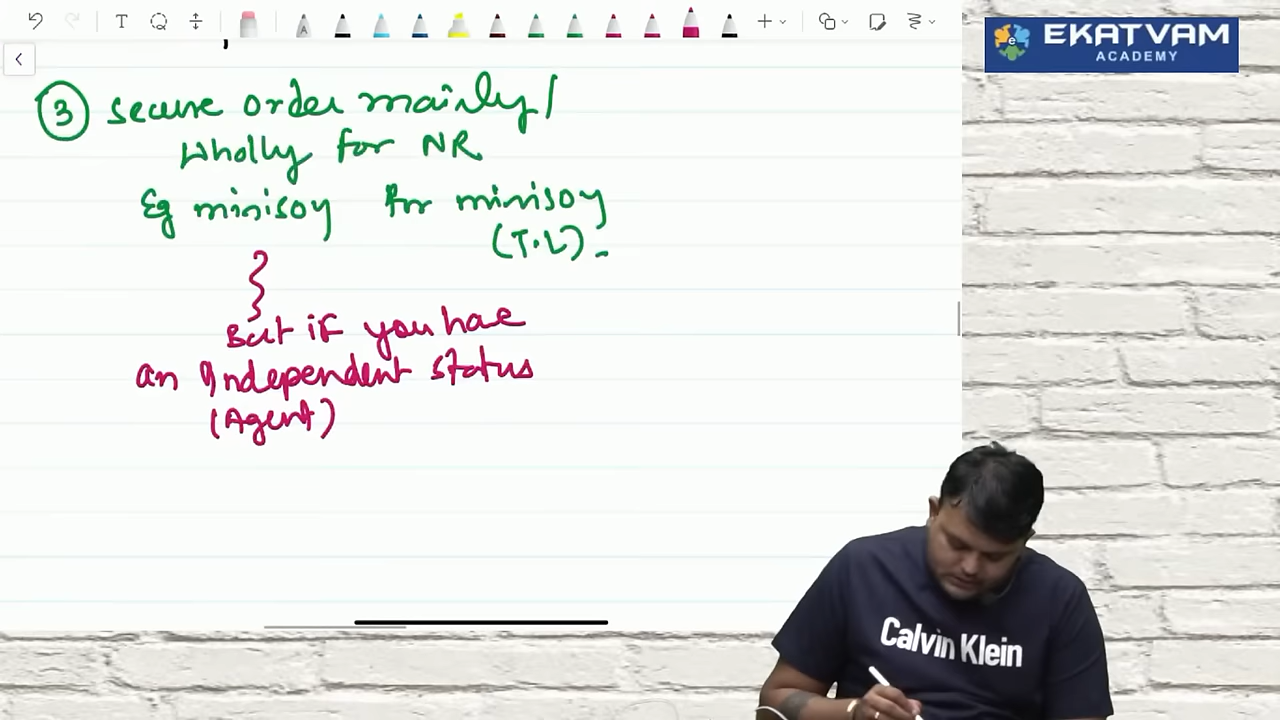 EKATVAM
ACADEMY
3 secure order mainly/
Wholly for NR
Eg minisoy for minisoy
(T.L).
But if you have
an Independent status
(Agent)
Calvin Klein